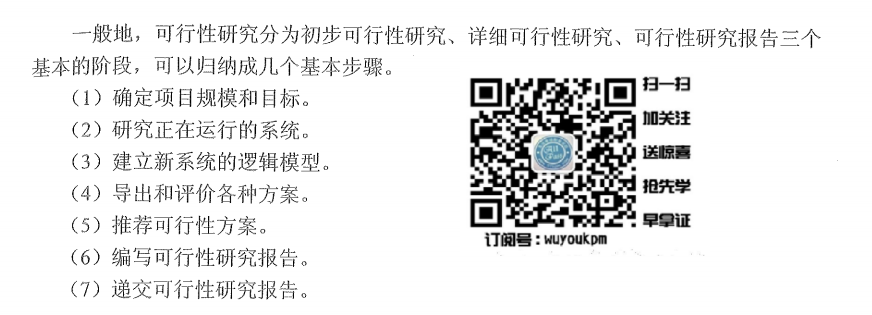 一般地，可行性研究分为初步可行性研究、详细可行性研究、可行性研究报告三个
基本的阶段，可以归纳成几个基本步骤。
（1）确定项目规模和目标。
（2）研究正在运行的系统。
（3）建立新系统的逻辑模型。
（4）导出和评价各种方案。
（5）推荐可行性方案。
（6）编写可行性研究报告。
（7）递交可行性研究报告。
扫一扫
加关注
送惊喜
抢先学
早拿证
订阅号：wuyoukpm